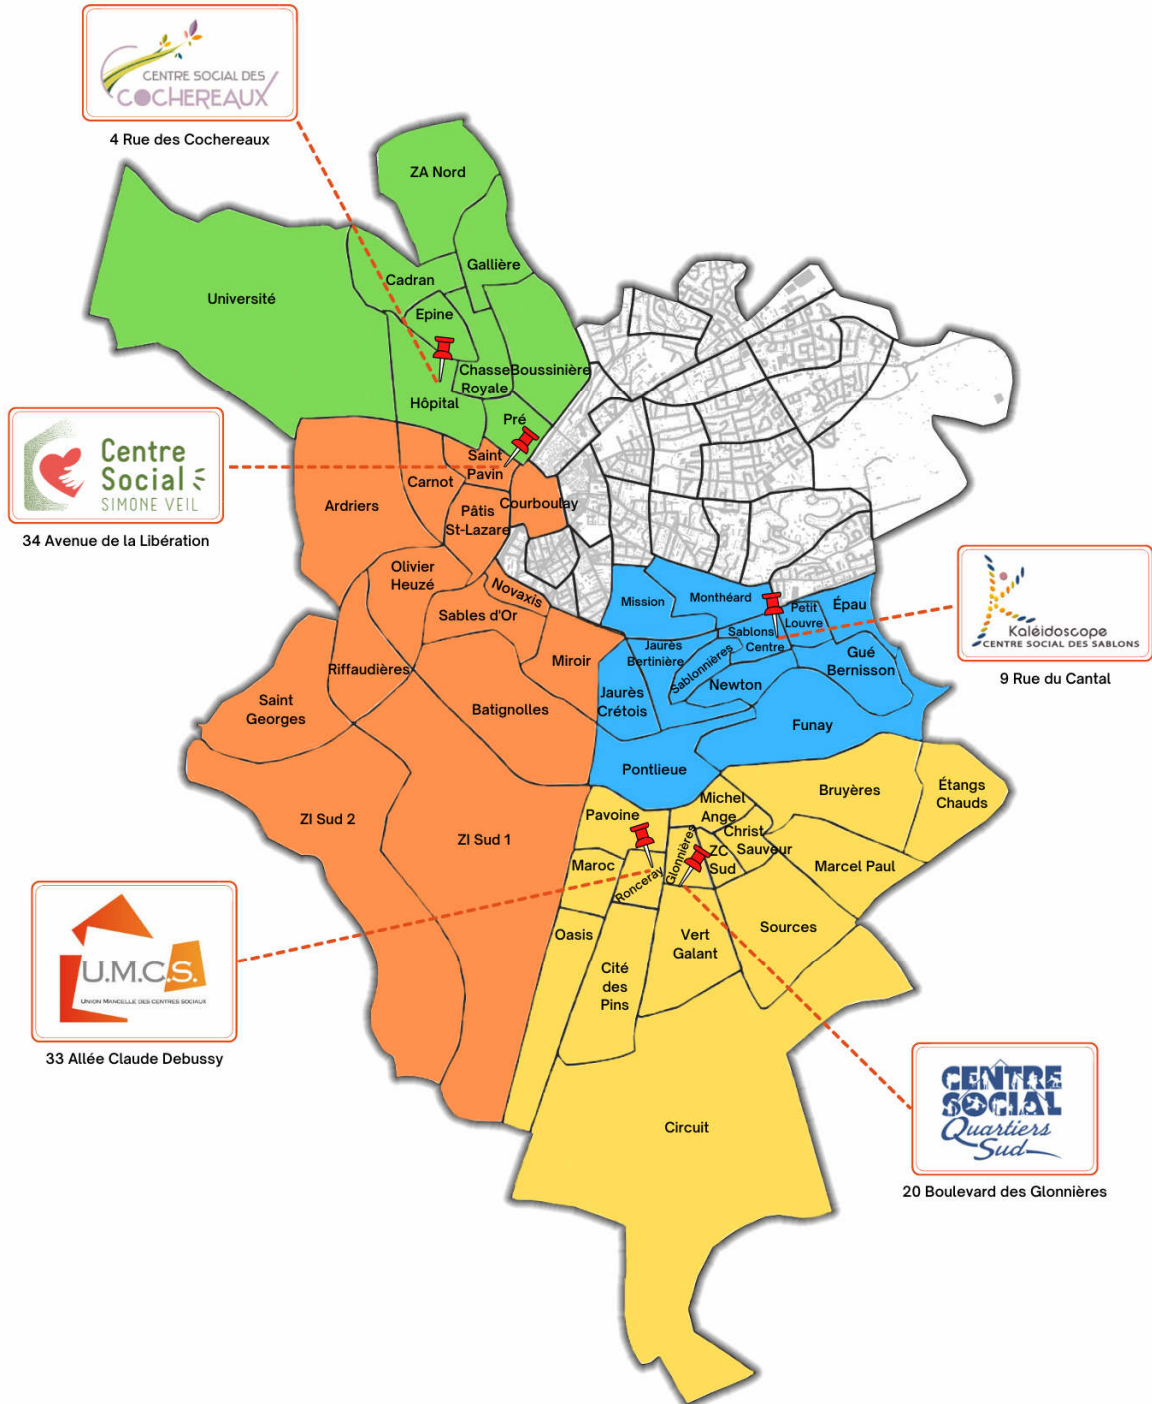 CENTRE SOCIAL DES
COCHEREAUX
4 Rue des Cochereaux
ZA Nord
Université
Cadran
Gallière
Epine
Chasse
Royale
Boussinière
Hôpital
Pré
Centre
Social
SIMONE VEIL
34 Avenue de la Libération
Saint
Pavin
Carnot
Ardriers
Pâtis
St-Lazare
Courboulay
Olivier
Heuzé
Novaxis
Sables d'Or
Miroir
Riffaudières
Saint
Georges
Batignolles
ZI Sud 2
ZI Sud 1
Mission
Monthéard
Petit
Louvre
Épau
Sablons
Centre
Jaurès
Bertinière
Sablonnières
Gué
Bernisson
Newton
Jaurès
Crétois
Funay
Pontlieue
Kaléidoscope
CENTRE SOCIAL DES SABLONS
9 Rue du Cantal
Pavoine
Michel
Ange
Bruyères
Étangs
Chauds
Christ
Sauveur
Glonnières
ZC
Sud
Maroc
Ronceray
Marcel Paul
Oasis
Vert
Galant
Sources
Cité
des
Pins
Circuit
U.M.C.S.
UNION MANCELLE DES CENTRES SOCIAUX
33 Allée Claude Debussy
CENTRE
SOCIAL
Quartiers
Sud
20 Boulevard des Glonnières